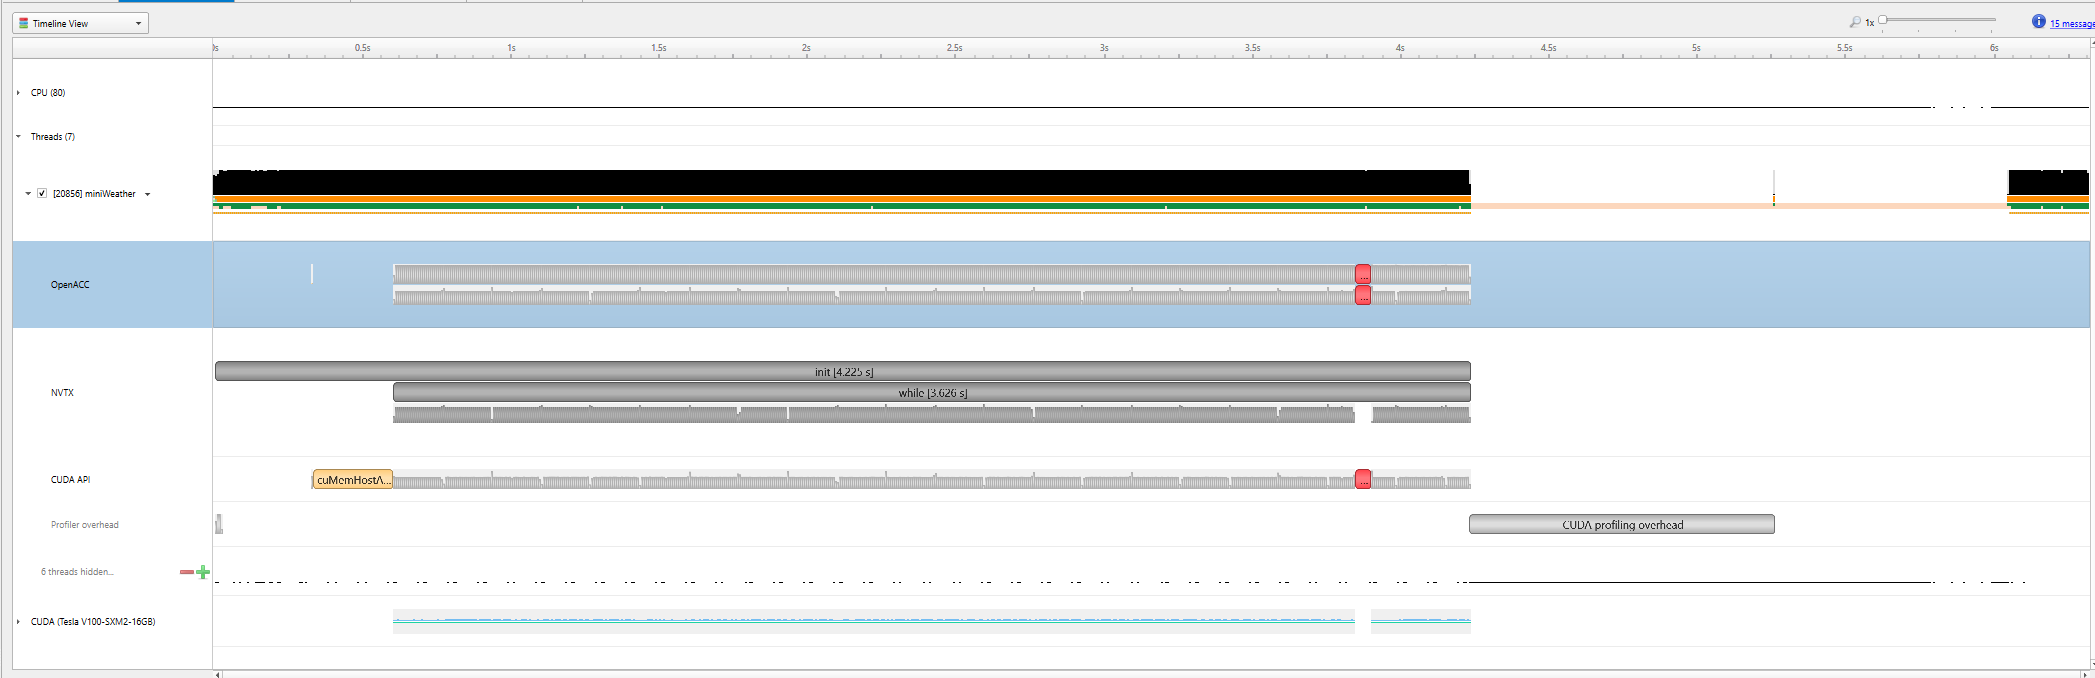 Timeline View
1x
15 message
0s 0.5s 1s 1.5s 2s 2.5s 3s 3.5s 4s 4.5s 5s 5.5s 6s
CPU (80)
Threads (7)
[20856] miniWeather
OpenACC
...
...
NVTX
init [4.225 s]
while [3.626 s]
CUDA API
cuMemHostA...
...
Profiler overhead
CUDA profiling overhead
6 threads hidden...
CUDA (Tesla V100-SXM2-16GB)